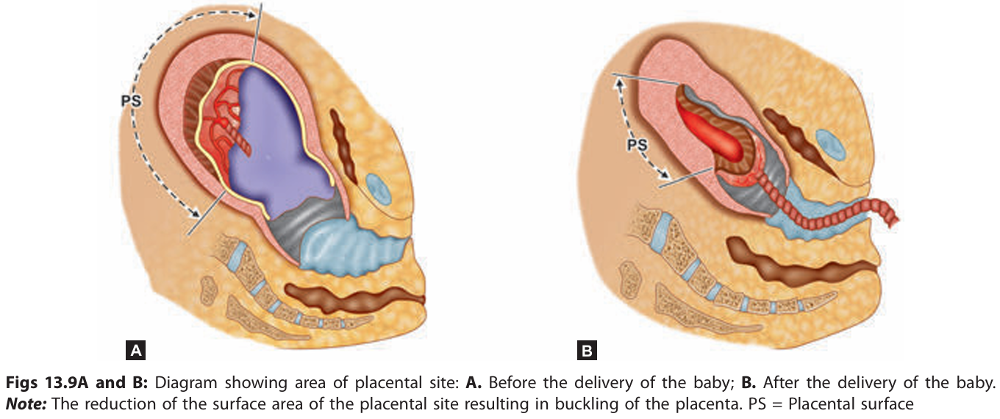 PS
PS
A
B
Figs 13.9A and B: Diagram showing area of placental site: A. Before the delivery of the baby; B. After the delivery of the baby.
Note: The reduction of the surface area of the placental site resulting in buckling of the placenta. PS = Placental surface